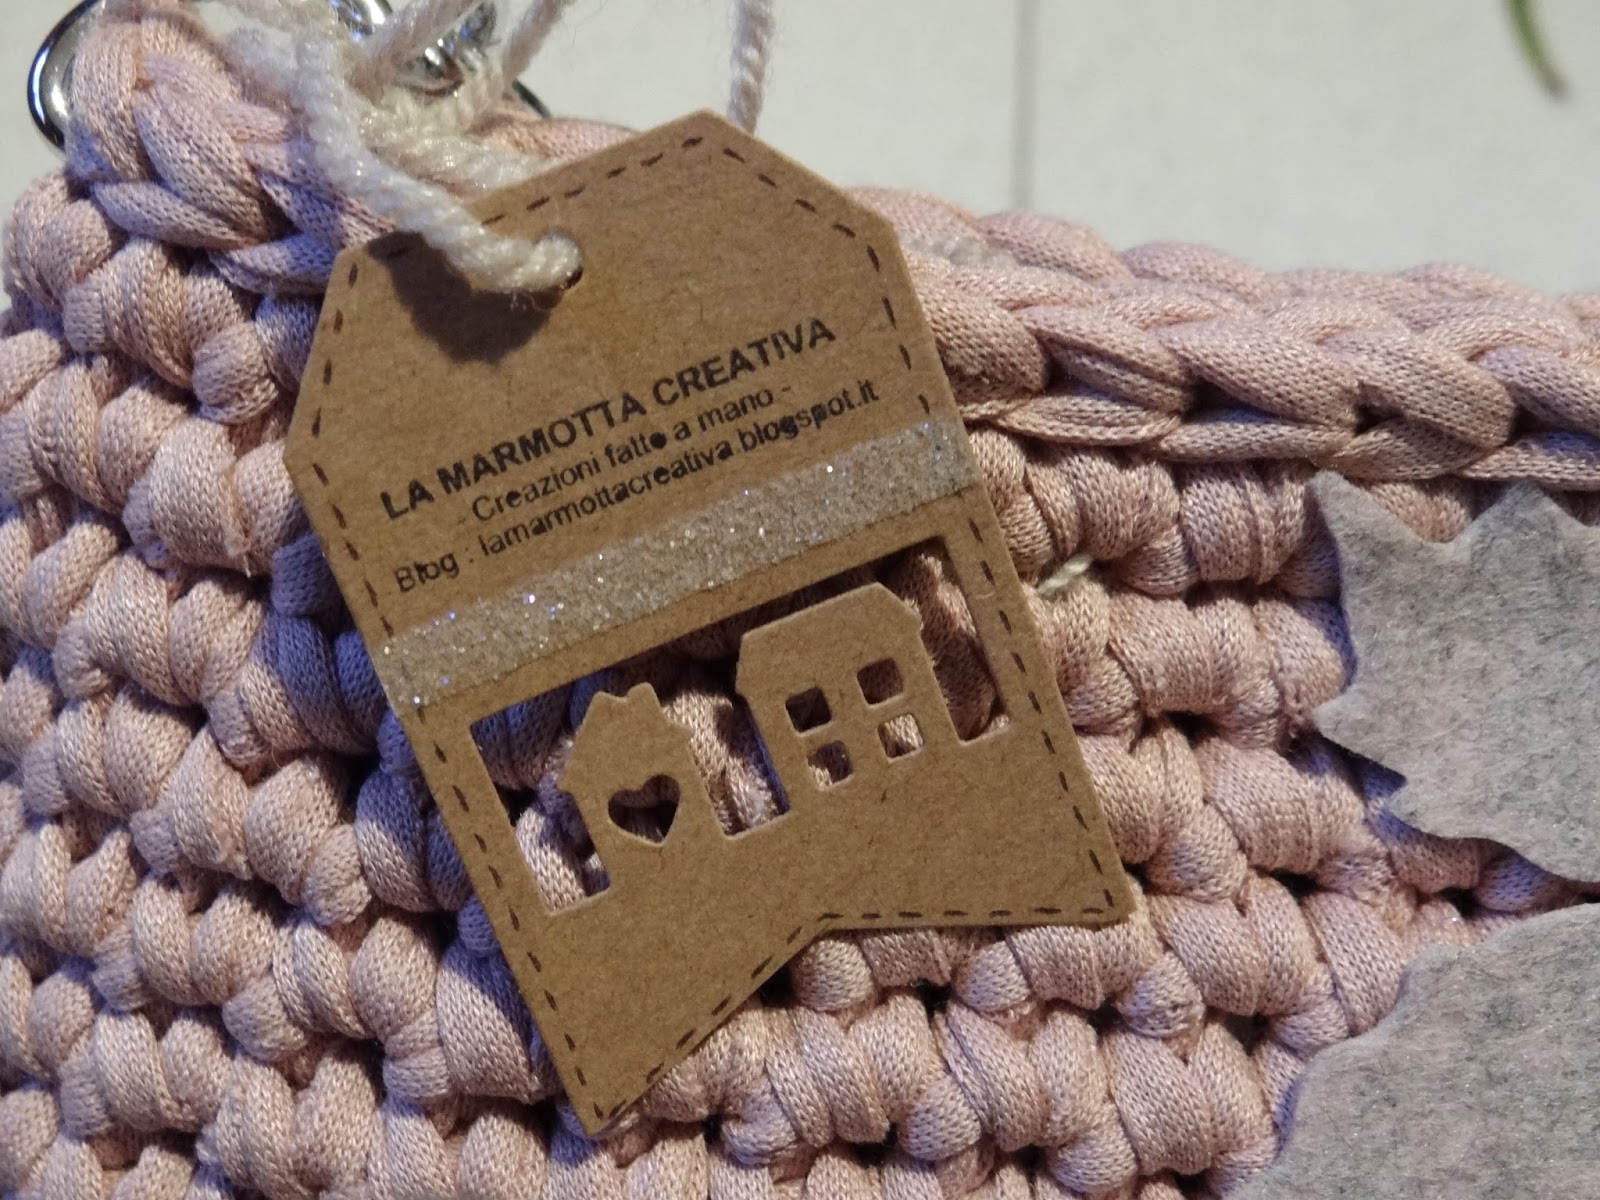 LA MARMOTTA CREATIVA
- Creazioni fatte a mano -
Blog : lamarmottacreativa.blogspot.it